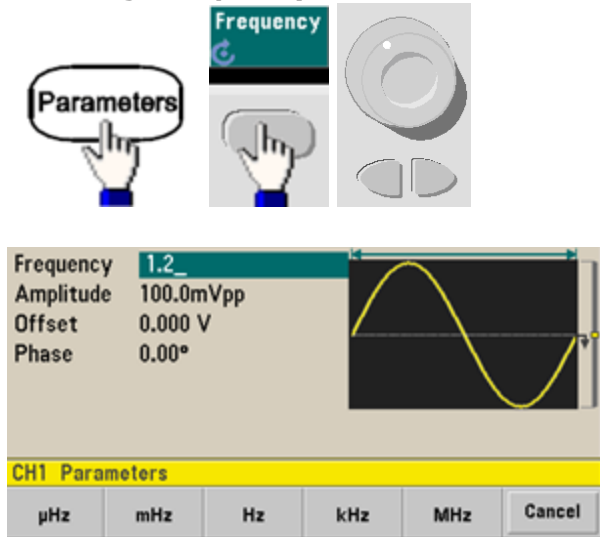 Frequency
Parameters
Frequency 1.2_
Amplitude 100.0mVpp
Offset 0.000 V
Phase 0.00°
CH1 Parameters
µHz mHz Hz kHz MHz Cancel